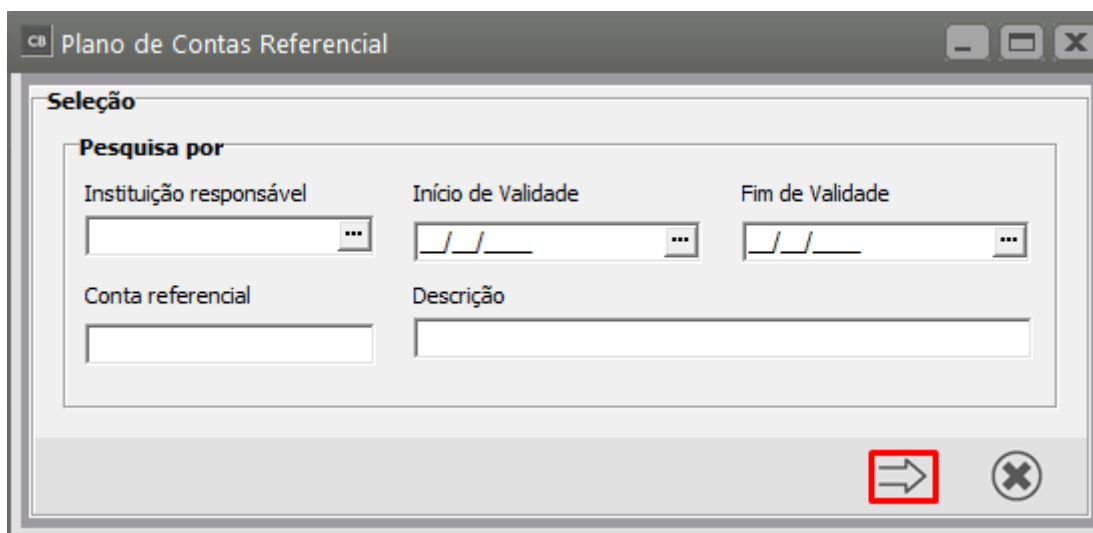 CB Plano de Contas Referencial
Seleção
Pesquisa por
Instituição responsável Início de Validade Fim de Validade
... __/__/____ ... __/__/____ ...
Conta referencial Descrição